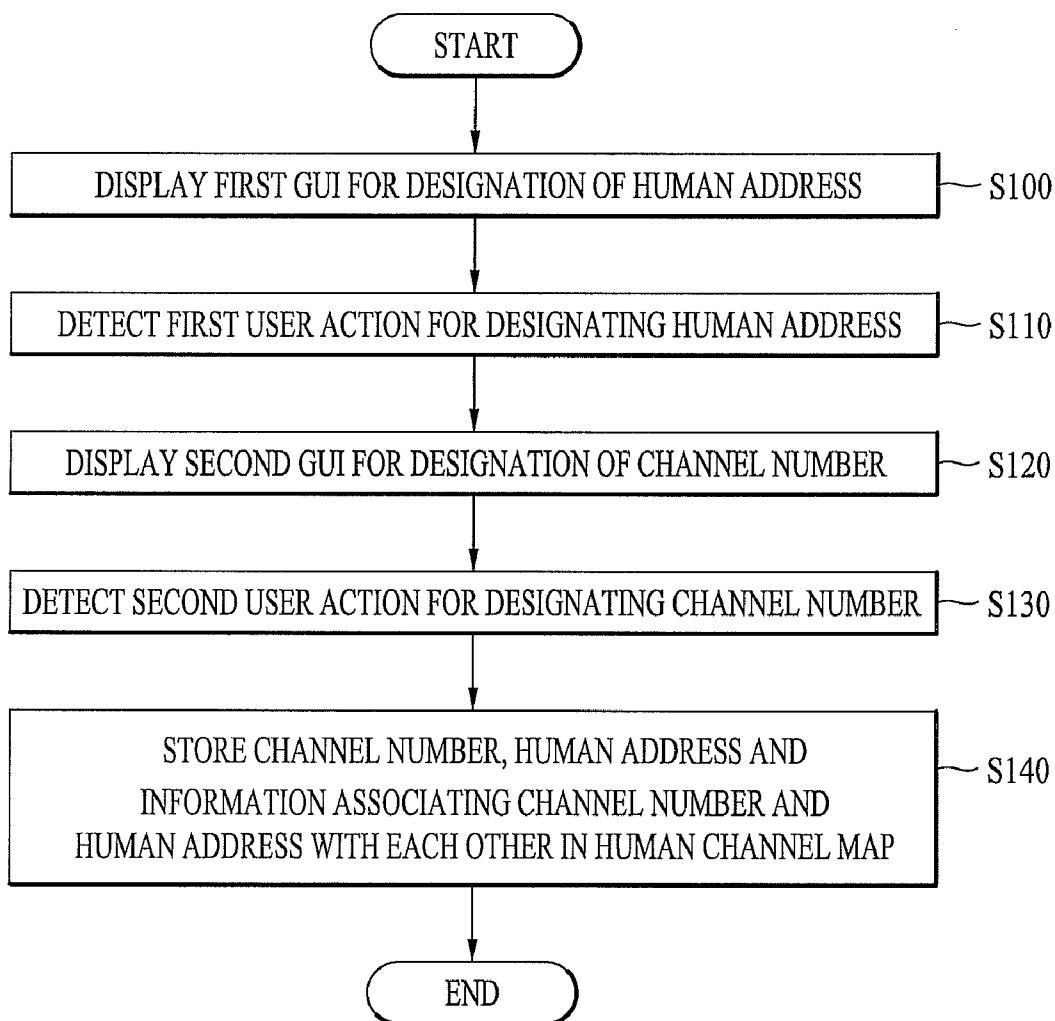 START
DISPLAY FIRST GUI FOR DESIGNATION OF HUMAN ADDRESS
S100
DETECT FIRST USER ACTION FOR DESIGNATING HUMAN ADDRESS
S110
DISPLAY SECOND GUI FOR DESIGNATION OF CHANNEL NUMBER
S120
DETECT SECOND USER ACTION FOR DESIGNATING CHANNEL NUMBER
S130
STORE CHANNEL NUMBER, HUMAN ADDRESS AND
INFORMATION ASSOCIATING CHANNEL NUMBER AND
HUMAN ADDRESS WITH EACH OTHER IN HUMAN CHANNEL MAP
S140
END